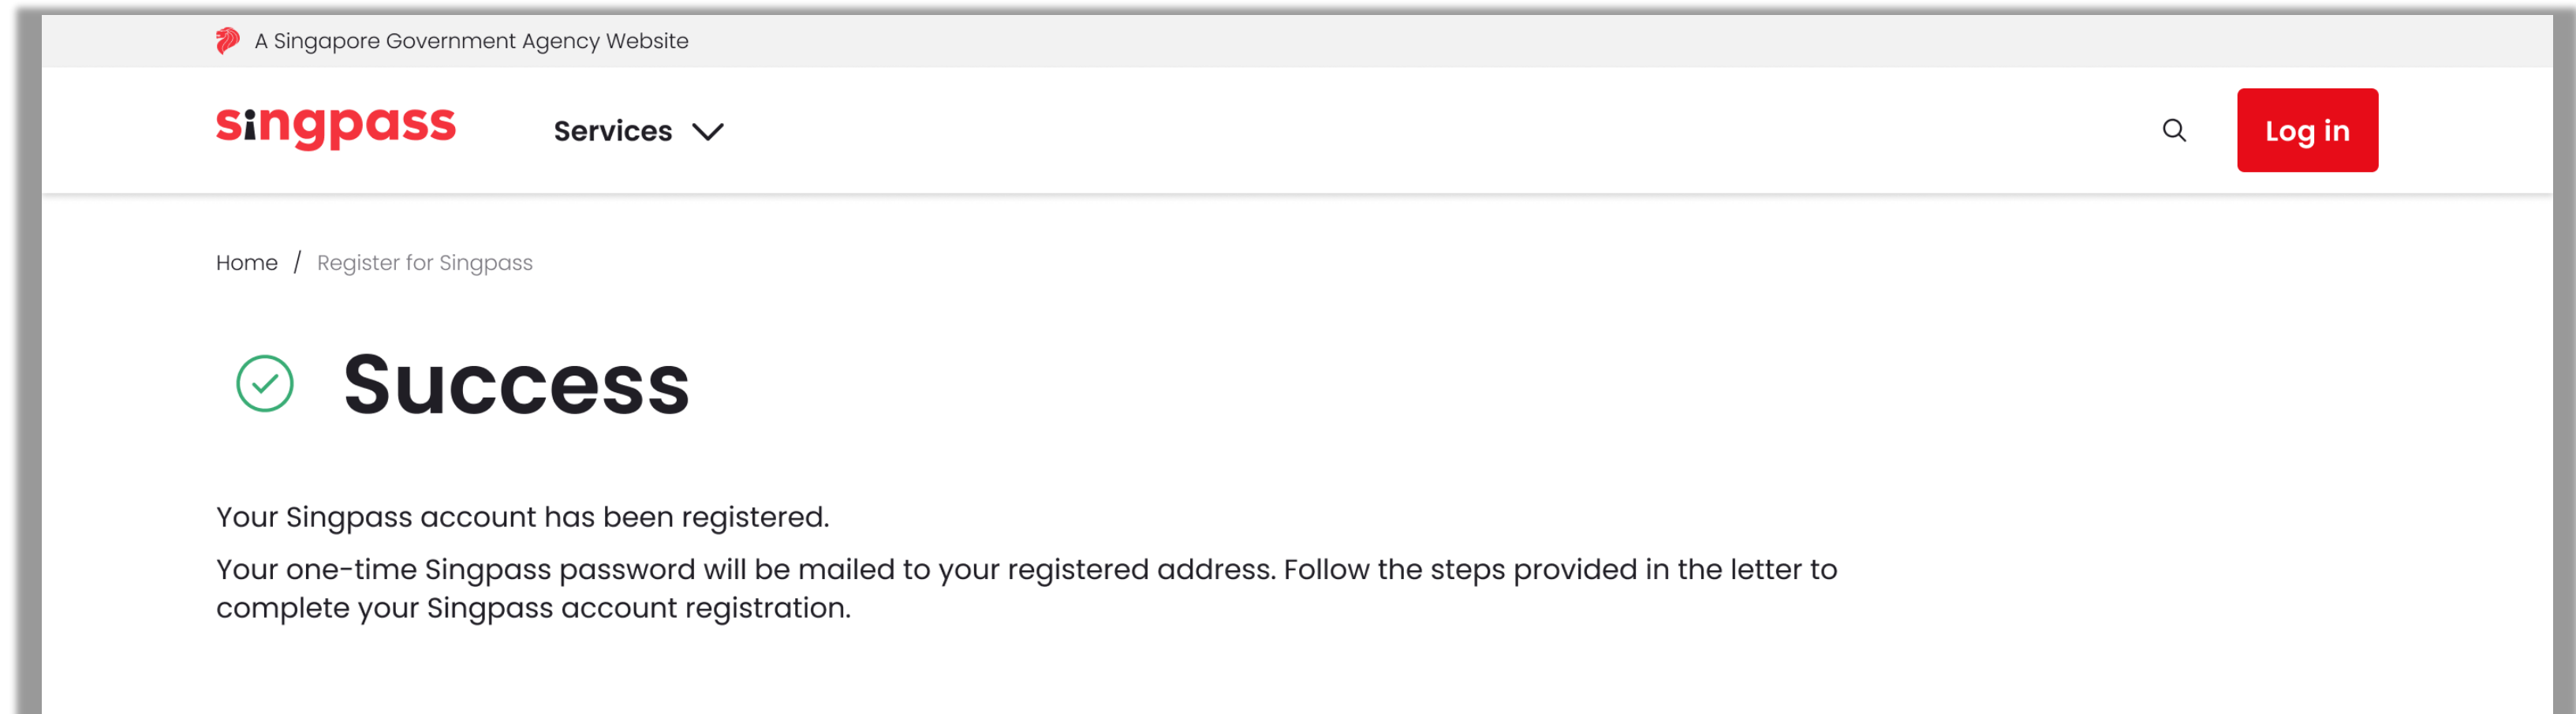 A Singapore Government Agency Website
singpass
Services
Log in
Home / Register for Singpass
Success
Your Singpass account has been registered.
Your one-time Singpass password will be mailed to your registered address. Follow the steps provided in the letter to
complete your Singpass account registration.